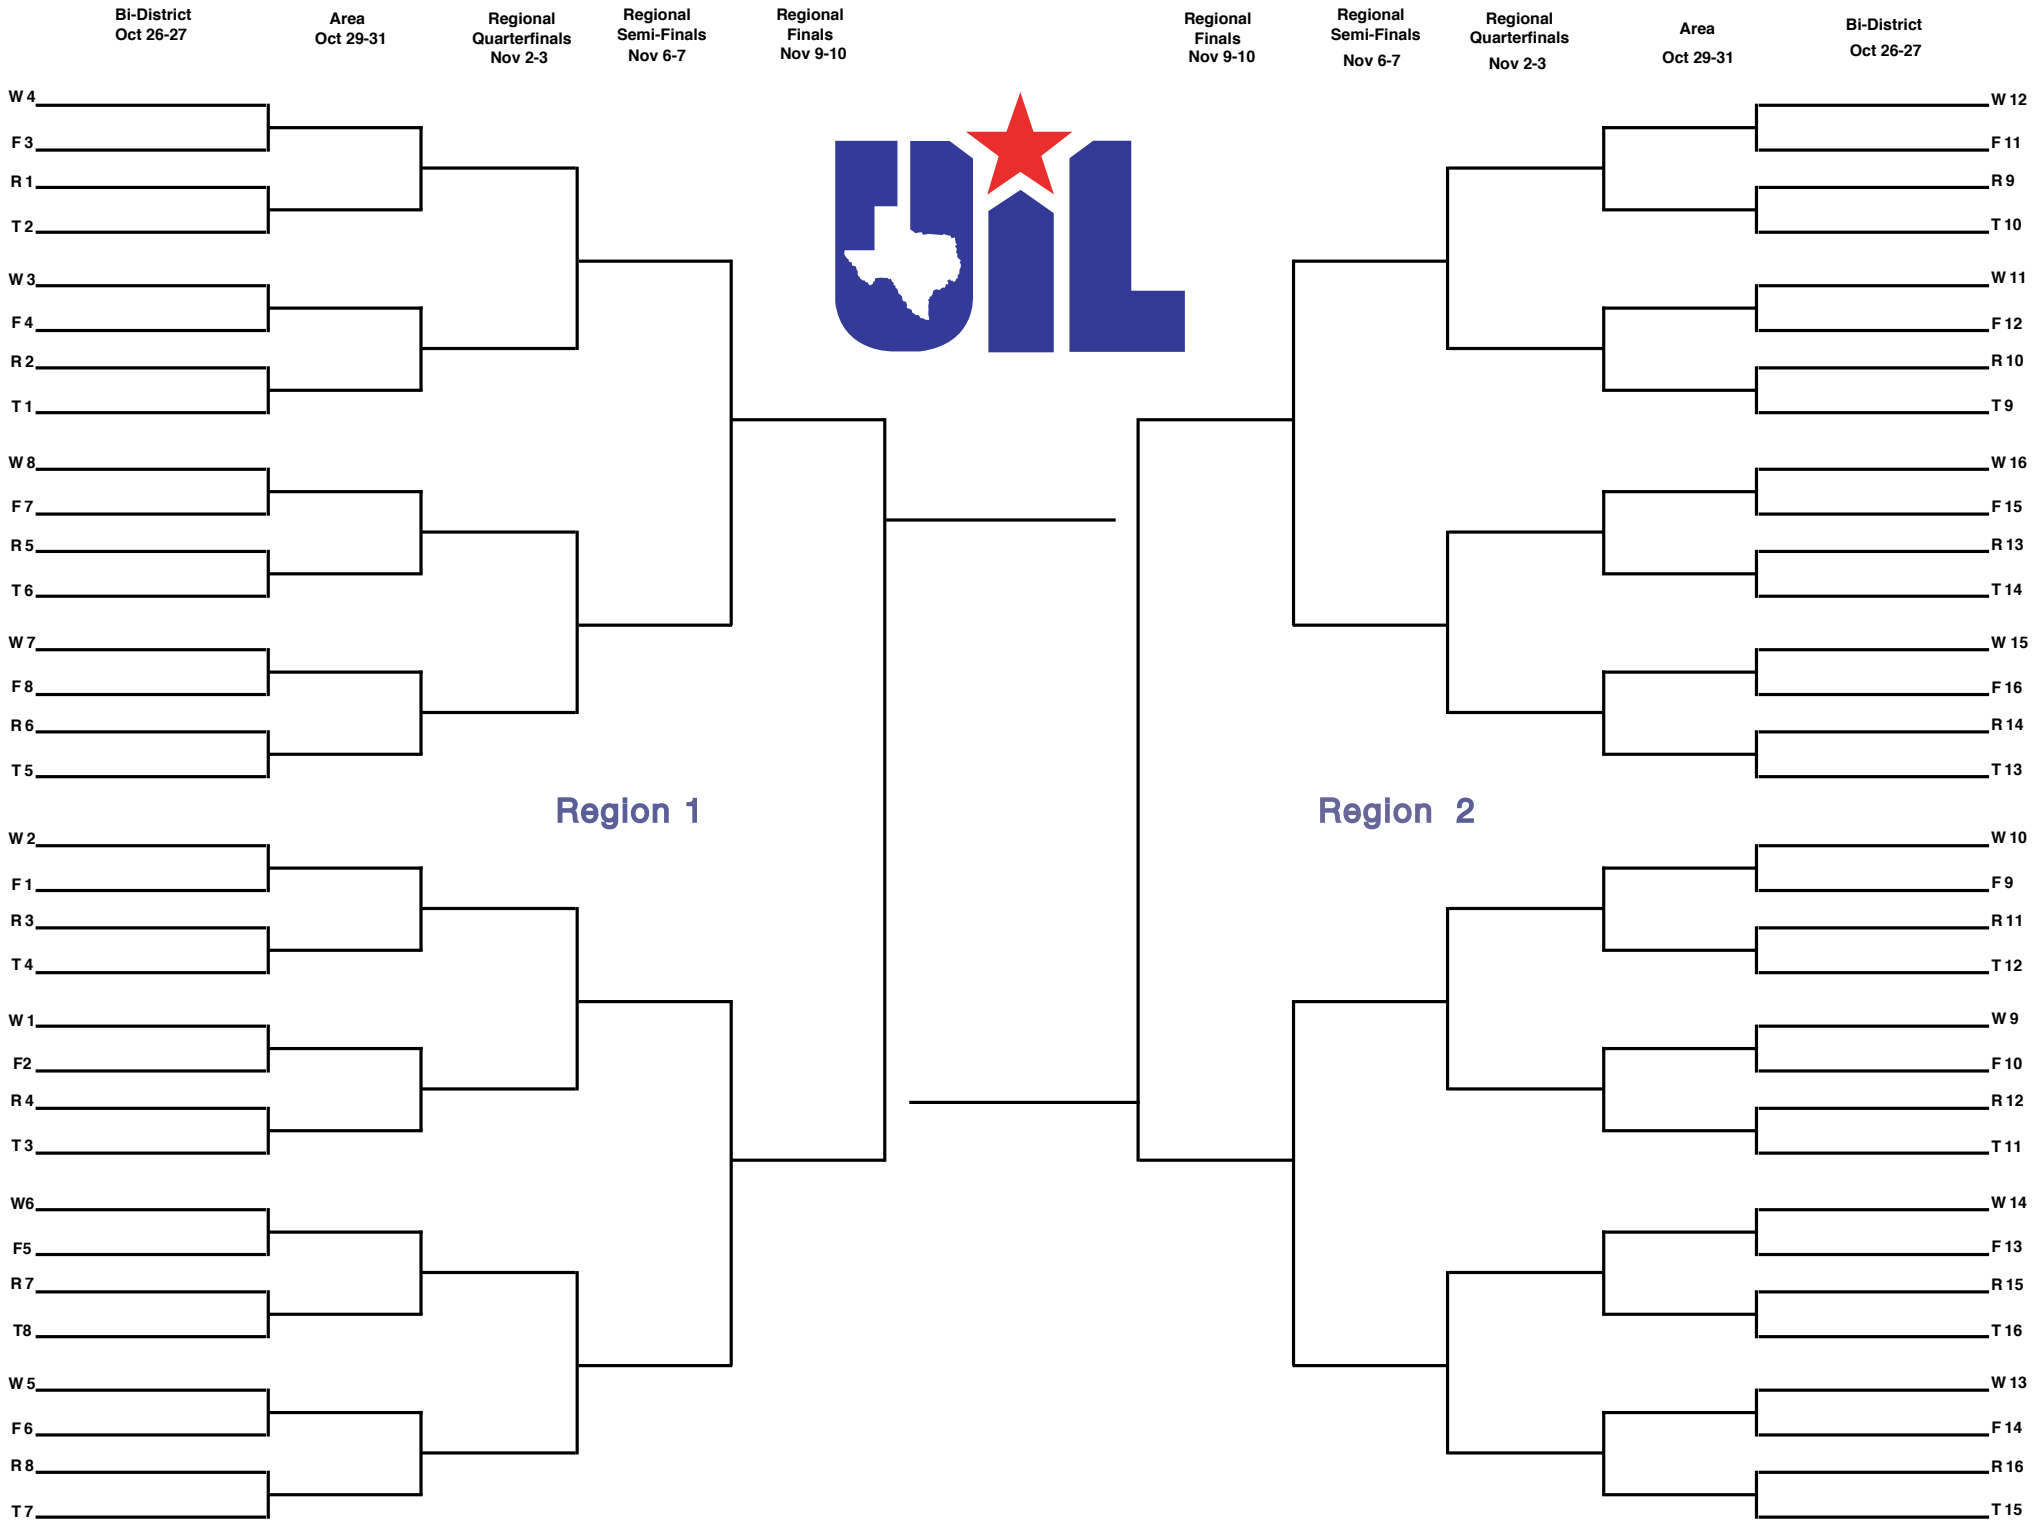 Bi-District
Oct 26-27
Area
Oct 29-31
Regional
Quarterfinals
Nov 2-3
Regional
Semi-Finals
Nov 6-7
Regional
Finals
Nov 9-10
Regional
Finals
Nov 9-10
Regional
Semi-Finals
Nov 6-7
Regional
Quarterfinals
Nov 2-3
Area
Oct 29-31
Bi-District
Oct 26-27
UIL
W 4
F 3
R 1
T 2
W 3
F 4
R 2
T 1
W 8
F 7
R 5
T 6
W 7
F 8
R 6
T 5
Region 1
W 2
F 1
R 3
T 4
W 1
F2
R 4
T 3
W6
F5
R 7
T8
W 5
F 6
R 8
T 7
W 12
F 11
R 9
T 10
W 11
F 12
R 10
T 9
W 16
F 15
R 13
T 14
W 15
F 16
R 14
T 13
Region 2
W 10
F 9
R 11
T 12
W 9
F 10
R 12
T 11
W 14
F 13
R 15
T 16
W 13
F 14
R 16
T 15